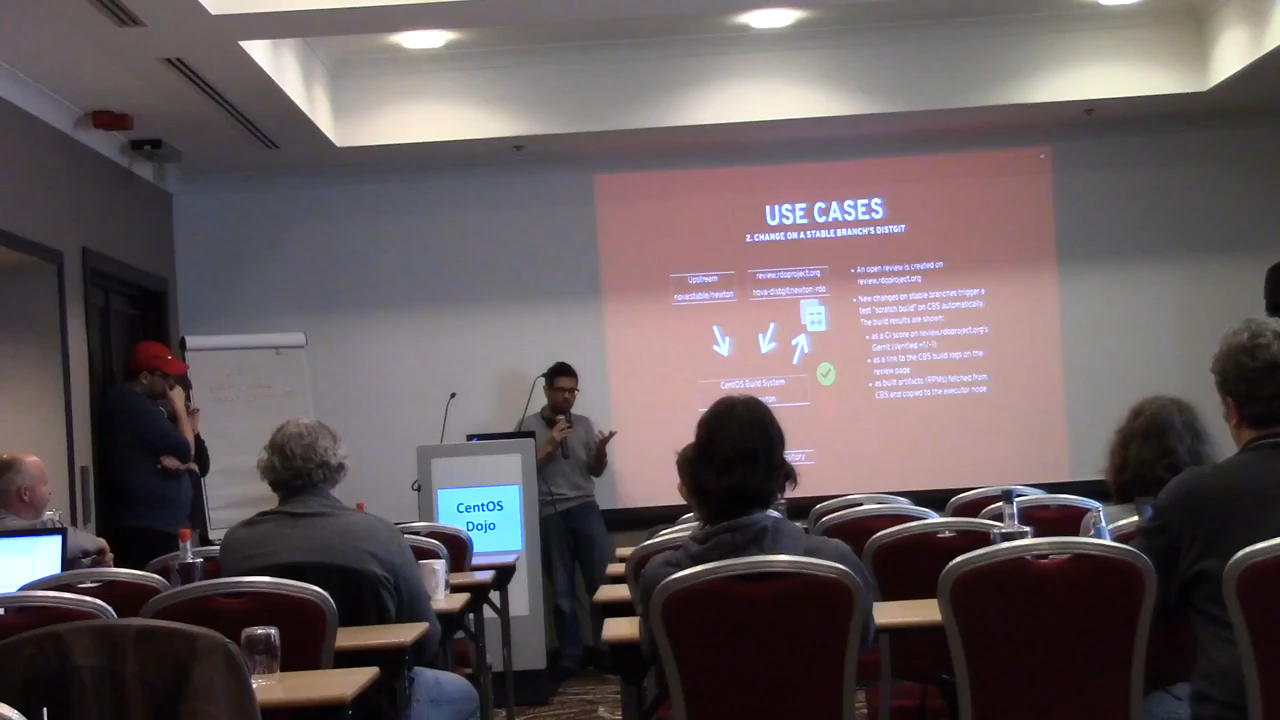 USE CASES
2. CHANGE ON A STABLE BRANCH'S DISTGIT
Upstream
nova:stable/newton
review.rdoproject.org
nova-distgit:newton-rdo
CentOS Build System
An open review is created on
review.rdoproject.org
New changes on stable branches trigger a
test "scratch build" on CBS automatically.
The build results are shown:
as a CI score on review.rdoproject.org's
Gerrit (Verified +1/-1)
as a link to the CBS build logs on the
review page
as built artifacts (RPMs) fetched from
CBS and copied to the executor node
CentOS
Dojo